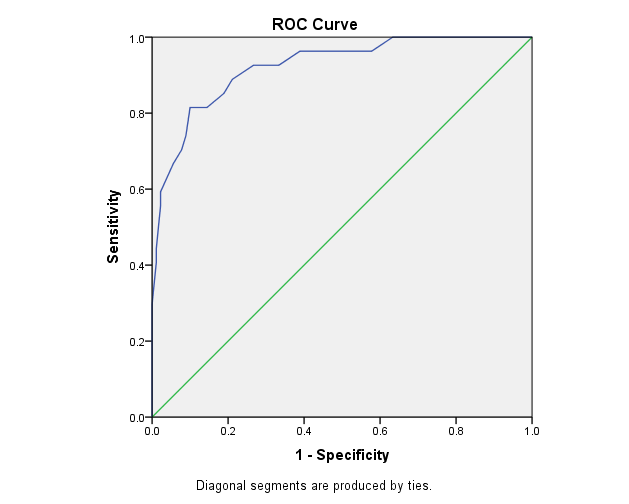 ROC Curve
1.0
0.8
0.6
0.4
0.2
0.0
Sensitivity
0.0 0.2 0.4 0.6 0.8 1.0
1 - Specificity
Diagonal segments are produced by ties.